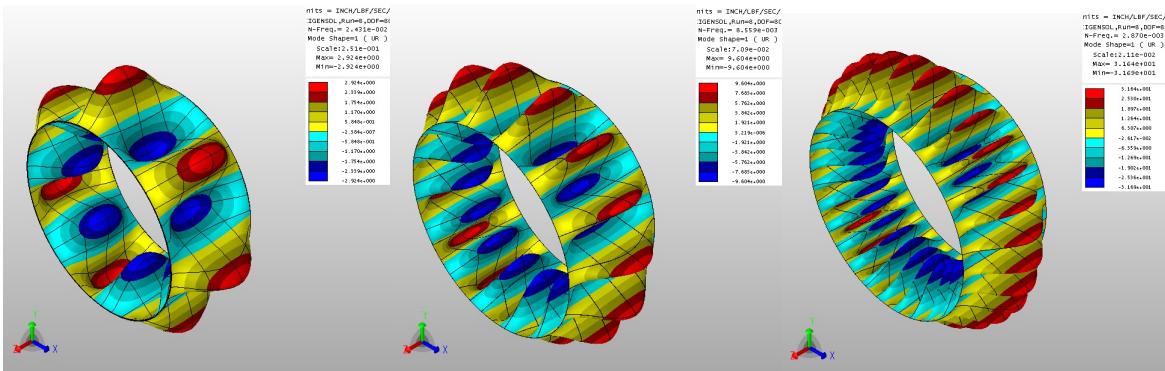 nits = INCH/LBF/SEC/
EIGENSOL,Run=8,DOF=80
N-Freq.= 2.431e-002
Mode Shape=1 ( UR )
Scale:2.51e-001
Max= 2.924e+000
Min=-2.924e+000
2.924e+000
2.339e+000
1.754e+000
1.170e+000
5.848e-001
-2.384e-007
-5.848e-001
-1.170e+000
-1.754e+000
-2.339e+000
-2.924e+000
Y
Z
X
nits = INCH/LBF/SEC/
EIGENSOL,Run=8,DOF=8
N-Freq.= 8.559e-003
Mode Shape=1 ( UR )
Scale:7.09e-002
Max= 9.604e+000
Min=-9.604e+000
9.604e+000
7.683e+000
5.762e+000
3.842e+000
1.921e+000
3.219e-006
-1.921e+000
-3.842e+000
-5.762e+000
-7.683e+000
-9.604e+000
Y
Z
X
nits = INCH/LBF/SEC/
EIGENSOL,Run=8,DOF=8
N-Freq.= 2.870e-003
Mode Shape=1 ( UR )
Scale:2.11e-002
Max= 3.164e+001
Min=-3.169e+001
3.164e+001
2.530e+001
1.897e+001
1.264e+001
6.307e+000
-2.617e-002
-6.359e+000
-1.269e+001
-1.902e+001
-2.536e+001
-3.169e+001
Y
Z
X